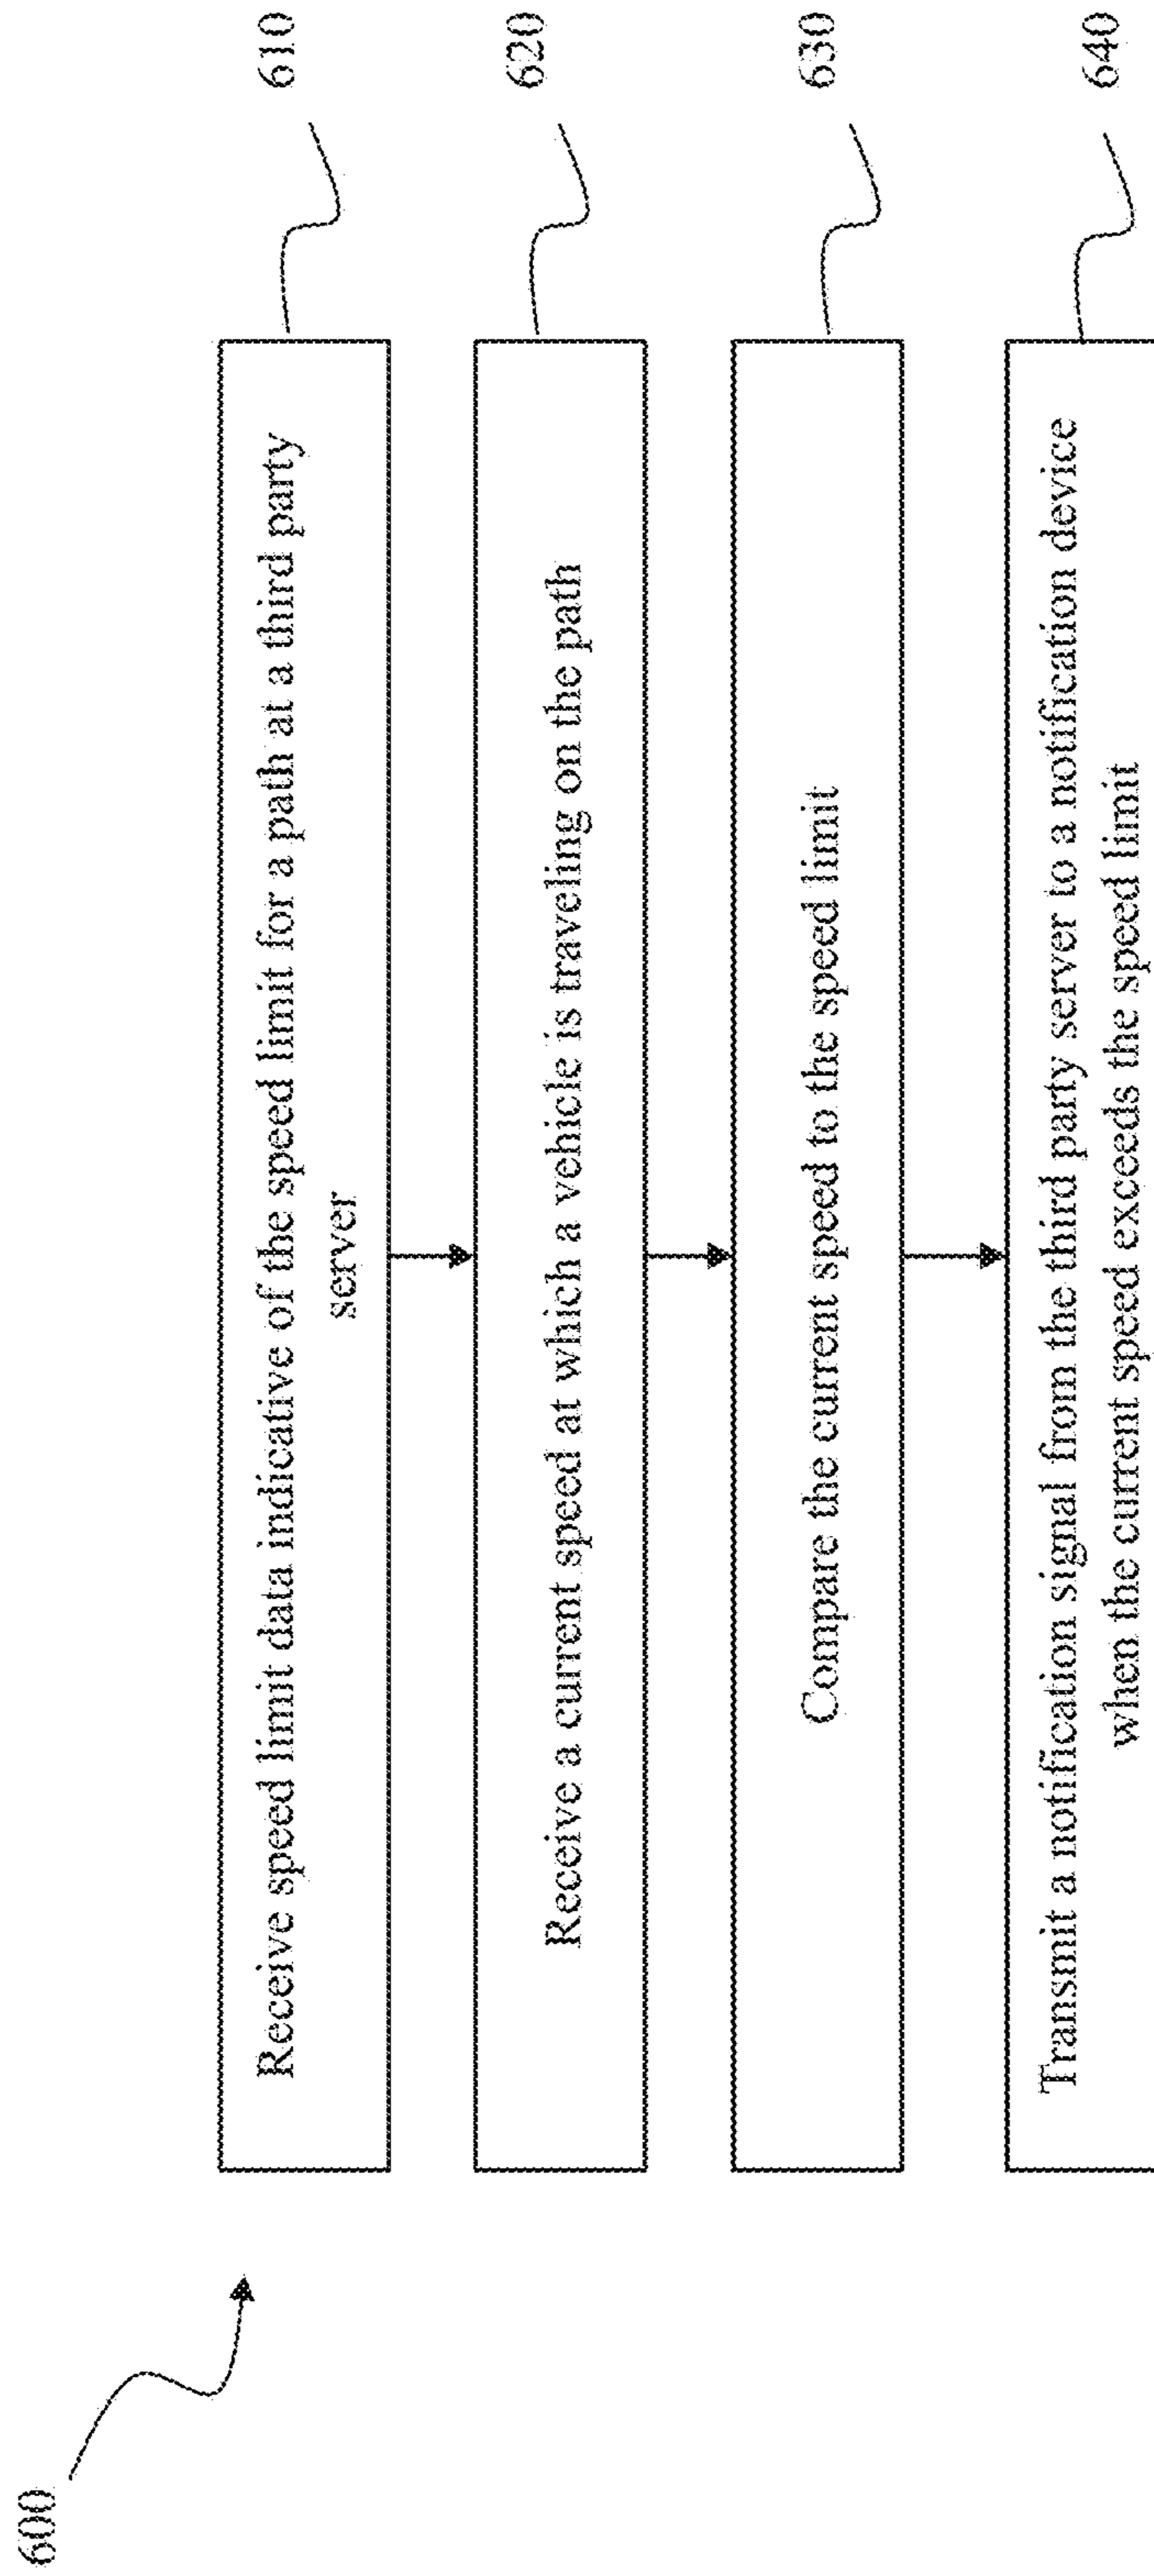 600
Receive speed limit data indicative of the speed limit for a path at a third party
server
610
Receive a current speed at which a vehicle is traveling on the path
620
Compare the current speed to the speed limit
630
Transmit a notification signal from the third party server to a notification device
when the current speed exceeds the speed limit
640